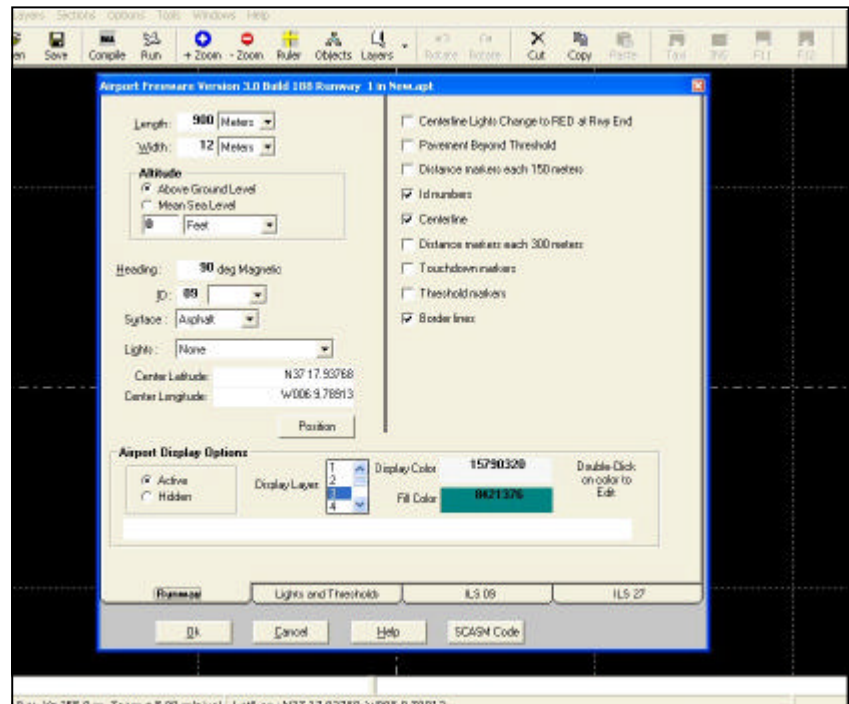 ayers Sections Options Tools Windows Help
en Save Compile Run + Zoom - Zoom Ruler Objects Layers Rotate Rotate Cut Copy Paste Taxi F11 F12
Airport Freeware Version 3.0 Build 188 Runway 1 in New.apt
Length: 900 Meters
Width: 12 Meters
Altitude
Above Ground Level
Mean Sea Level
0 Feet
Heading: 90 deg Magnetic
ID: 09
Surface: Asphalt
Lights: None
Center Latitude: N37 17.93768
Center Longitude: W006 9.78913
Position
Centerline Lights Change to RED at Rwy End
Pavement Beyond Threshold
Distance markers each 150 meters
Id numbers
Centerline
Distance markers each 300 meters
Touchdown markers
Threshold markers
Border lines
Airport Display Options
Active
Hidden
Display Layer:
1
2
3
4
Display Color 15790320
Fill Color 8421376
Double-Click
on color to
Edit
Runway Lights and Thresholds ILS 09 ILS 27
Ok Cancel Help SCASM Code